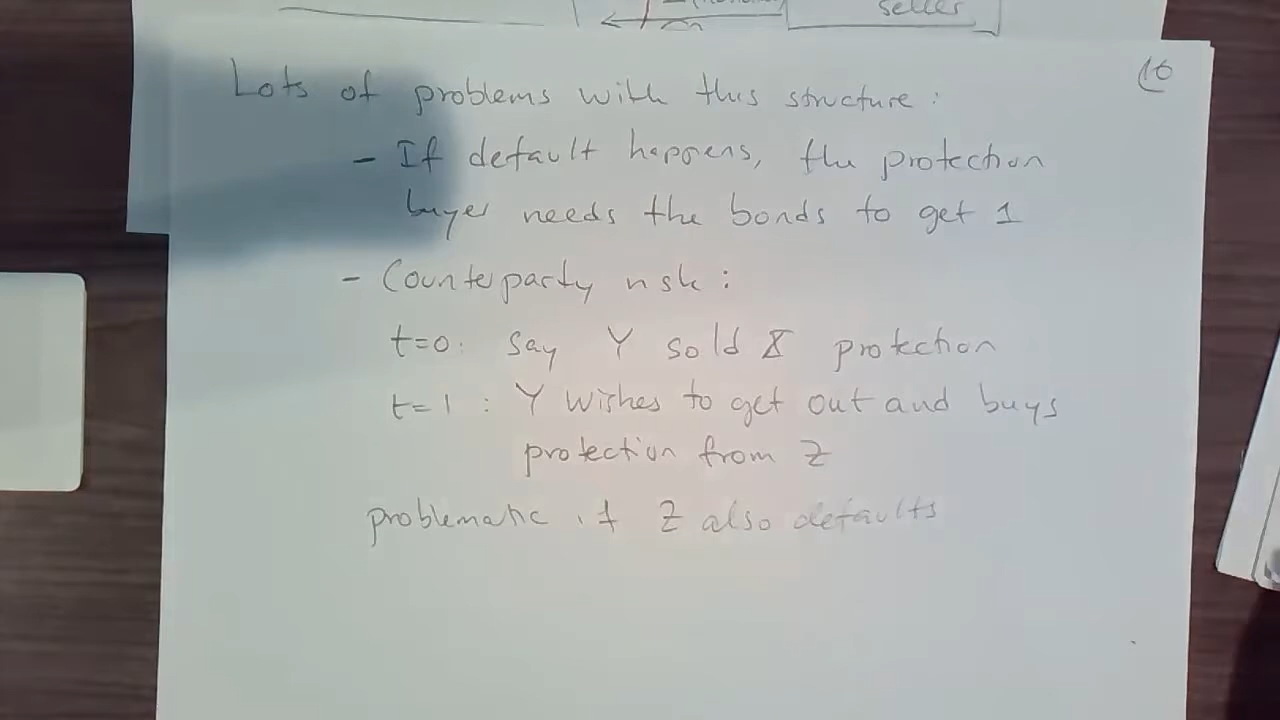 seller
16
Lots of problems with this structure :
- If default happens, the protection
buyer needs the bonds to get 1
- Counterparty risk :
t=0: say Y sold X protection
t=1 : Y wishes to get out and buys
protection from Z
problematic if Z also defaults